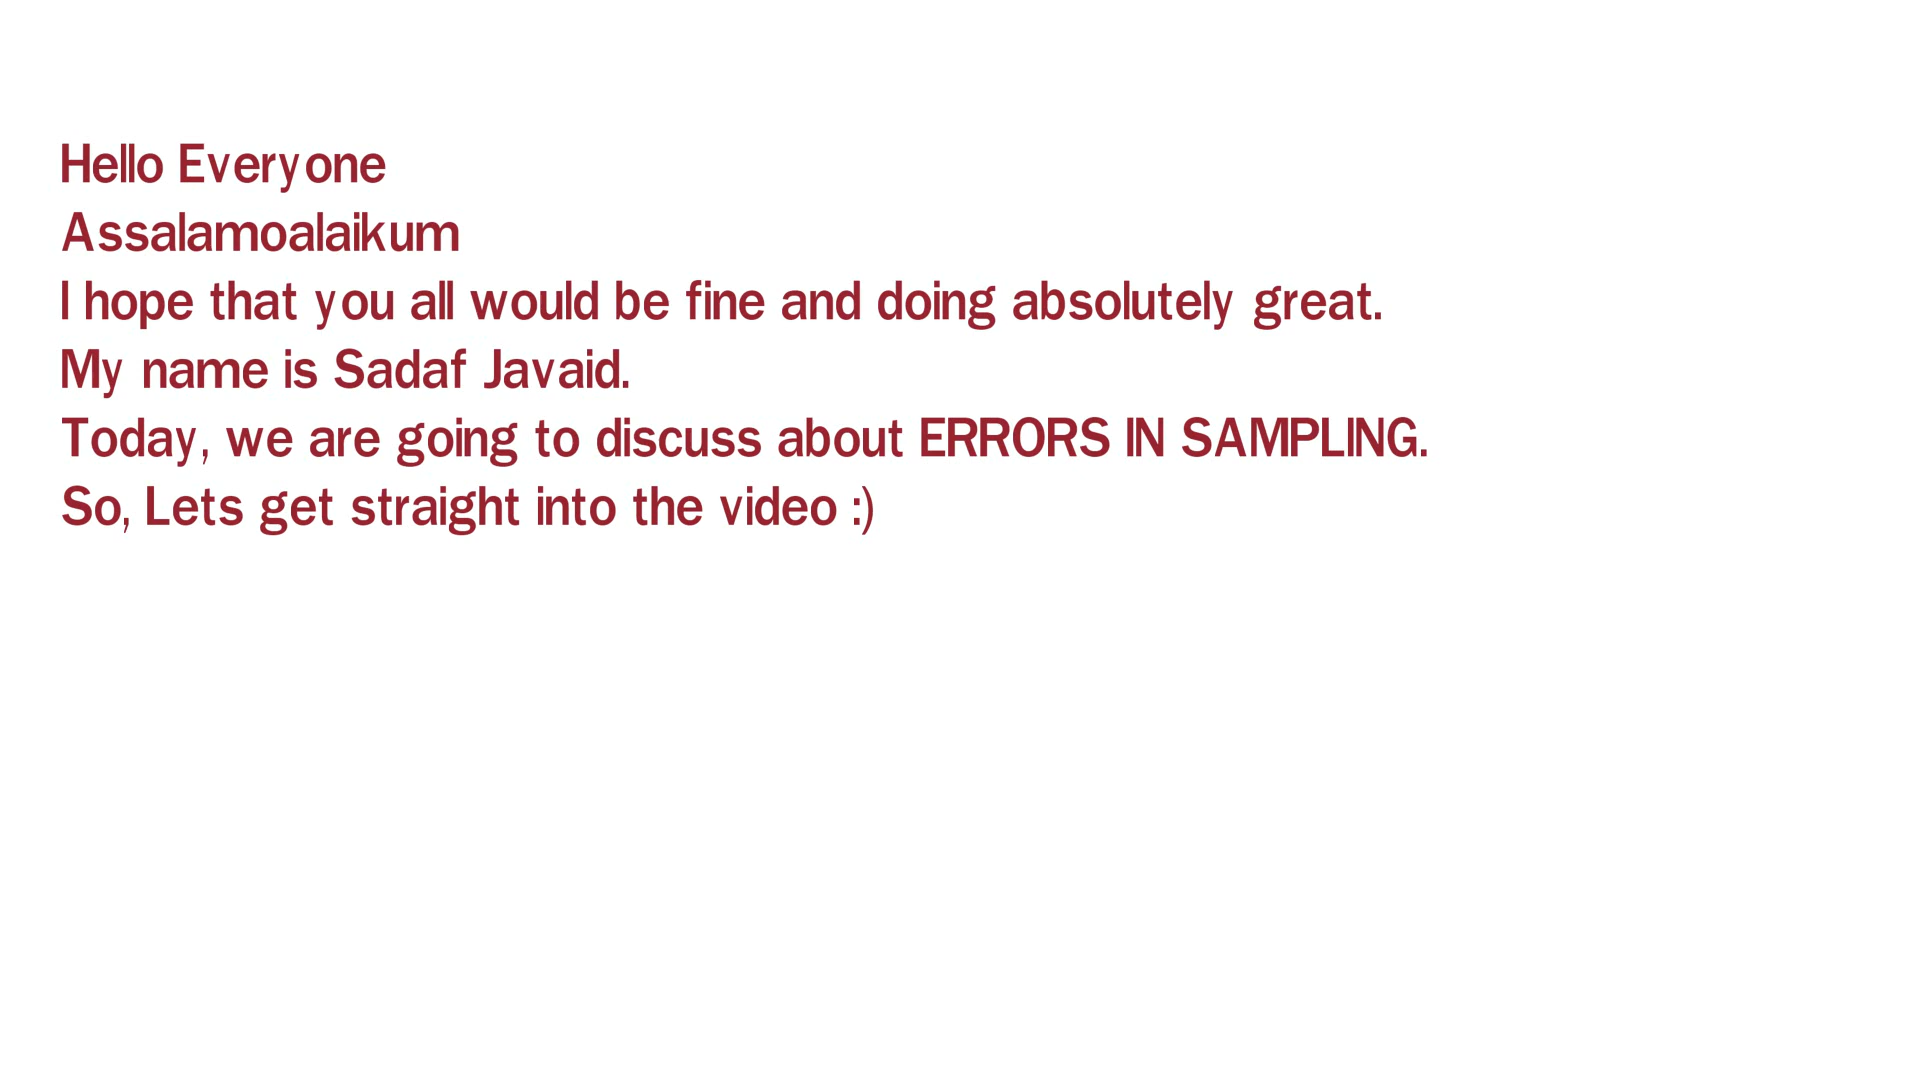 Hello Everyone
Assalamoalaikum
I hope that you all would be fine and doing absolutely great.
My name is Sadaf Javaid.
Today, we are going to discuss about ERRORS IN SAMPLING.
So, Lets get straight into the video :)